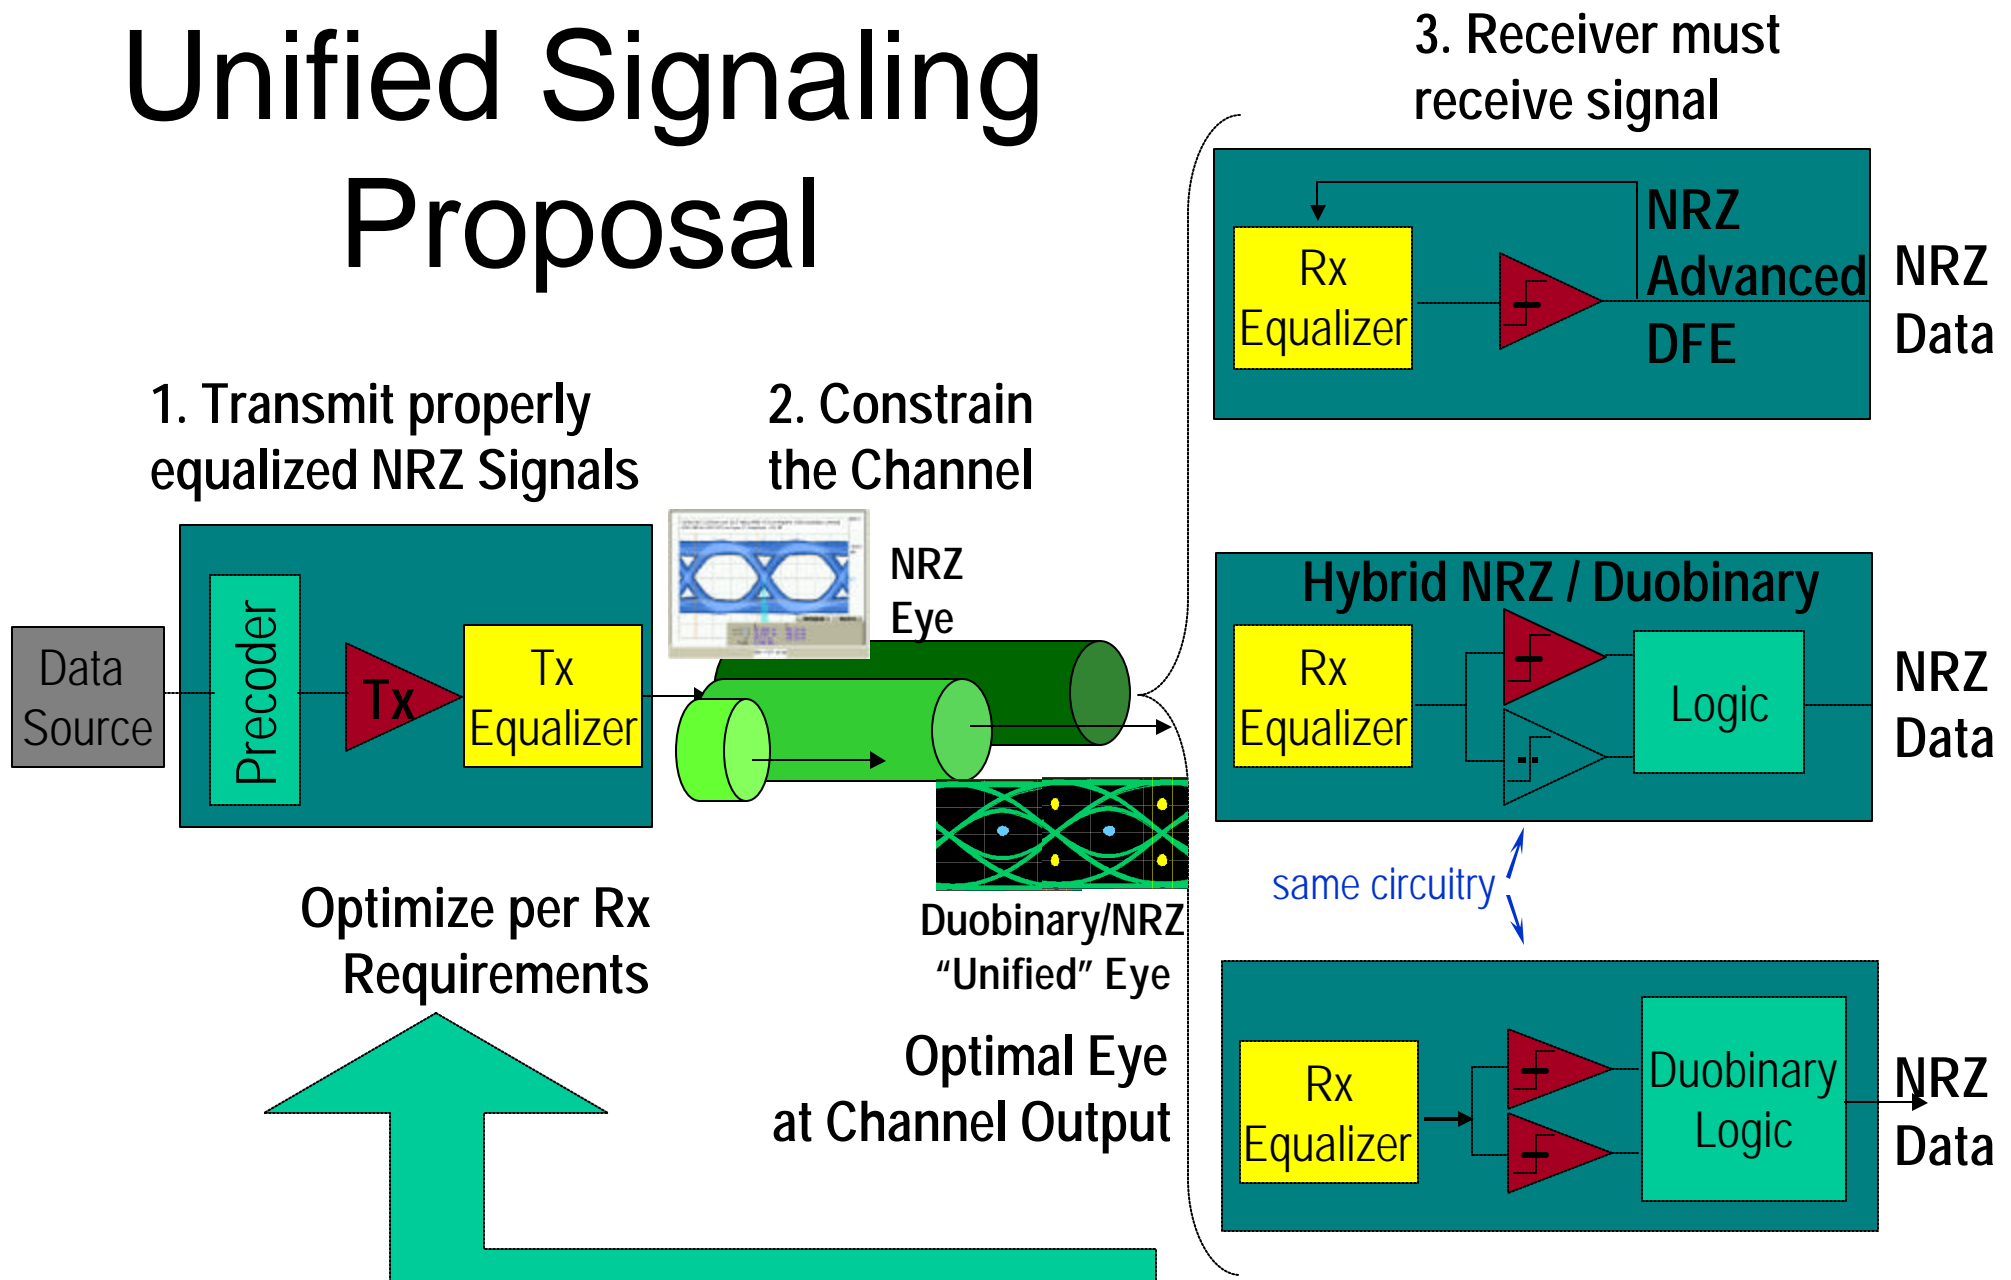 Unified Signaling
Proposal
3. Receiver must
receive signal
1. Transmit properly
equalized NRZ Signals
2. Constrain
the Channel
Data
Source
Precoder
Tx
Tx
Equalizer
NRZ
Eye
Duobinary/NRZ
“Unified” Eye
Optimal Eye
at Channel Output
Optimize per Rx
Requirements
Rx
Equalizer
NRZ
Advanced
DFE
NRZ
Data
Hybrid NRZ / Duobinary
Rx
Equalizer
Logic
NRZ
Data
same circuitry
Rx
Equalizer
Duobinary
Logic
NRZ
Data